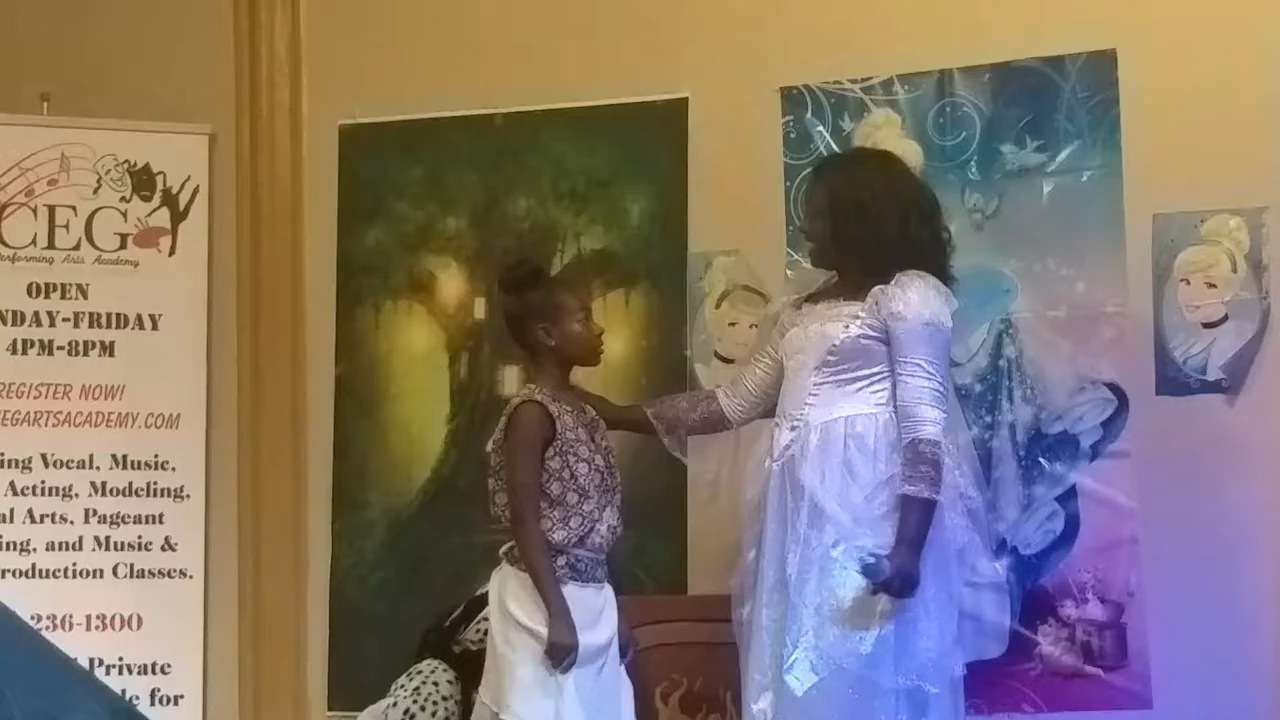 CEG
Performing Arts Academy
OPEN
NDAY-FRIDAY
4PM-8PM
REGISTER NOW!
EGARTSACADEMY.COM
ing Vocal, Music,
Acting, Modeling,
al Arts, Pageant
ing, and Music &
roduction Classes.
236-1300
Private
le for